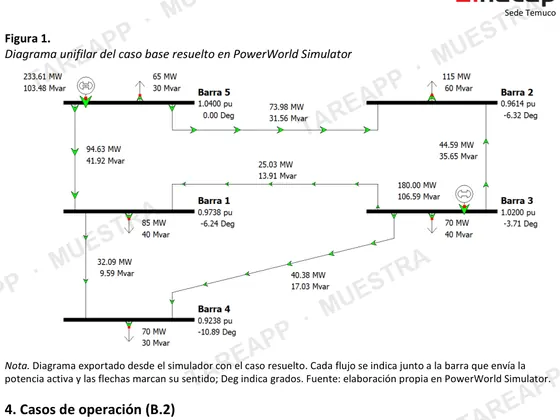 Sede Temuco
Figura 1.
Diagrama unifilar del caso base resuelto en PowerWorld Simulator
233.61 MW
103.48 Mvar
65 MW
30 Mvar
Barra 5
1.0400 pu
0.00 Deg
73.98 MW
31.56 Mvar
115 MW
60 Mvar
Barra 2
0.9614 pu
-6.32 Deg
94.63 MW
41.92 Mvar
44.59 MW
35.65 Mvar
25.03 MW
13.91 Mvar
180.00 MW
106.59 Mvar
Barra 1
0.9738 pu
-6.24 Deg
85 MW
40 Mvar
Barra 3
1.0200 pu
-3.71 Deg
70 MW
40 Mvar
32.09 MW
9.59 Mvar
40.38 MW
17.03 Mvar
Barra 4
0.9238 pu
-10.89 Deg
70 MW
30 Mvar
Nota. Diagrama exportado desde el simulador con el caso resuelto. Cada flujo se indica junto a la barra que envía la
potencia activa y las flechas marcan su sentido; Deg indica grados. Fuente: elaboración propia en PowerWorld Simulator.
4. Casos de operación (B.2)
TAREAPP · MUESTRA